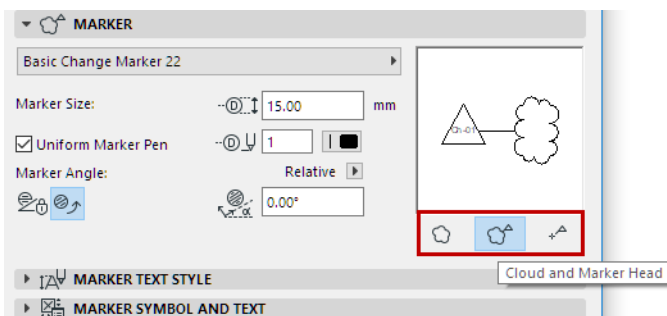 MARKER
Basic Change Marker 22
Marker Size:
15.00
mm
Uniform Marker Pen
1
Marker Angle:
Relative
0.00°
Ch-01
Cloud and Marker Head
MARKER TEXT STYLE
MARKER SYMBOL AND TEXT